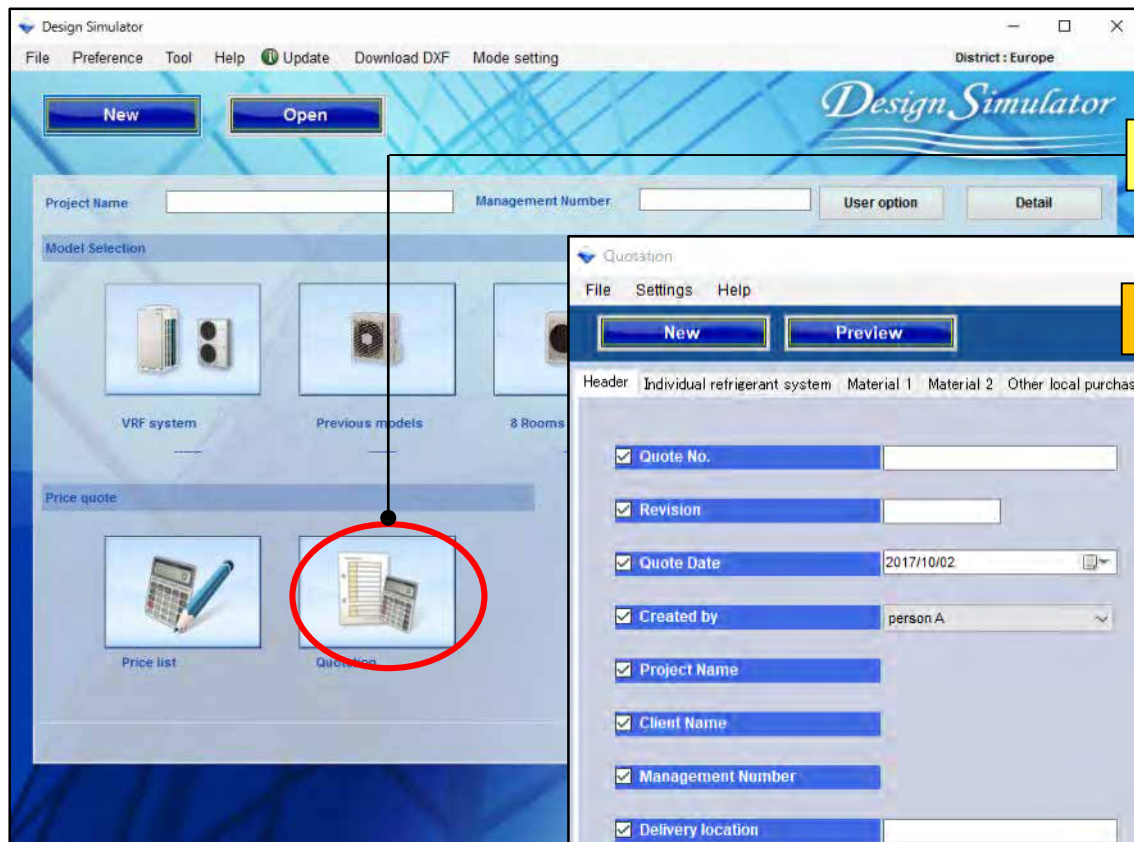 Design Simulator
File Preference Tool Help Update Download DXF Mode setting
District : Europe
New Open
Design Simulator
Project Name
Management Number
User option Detail
Model Selection
VRF system
Previous models
8 Rooms
Price quote
Price list
Quotation
Quotation
File Settings Help
New Preview
Header Individual refrigerant system Material 1 Material 2 Other local purchas
Quote No.
Revision
Quote Date 2017/10/02
Created by person A
Project Name
Client Name
Management Number
Delivery location